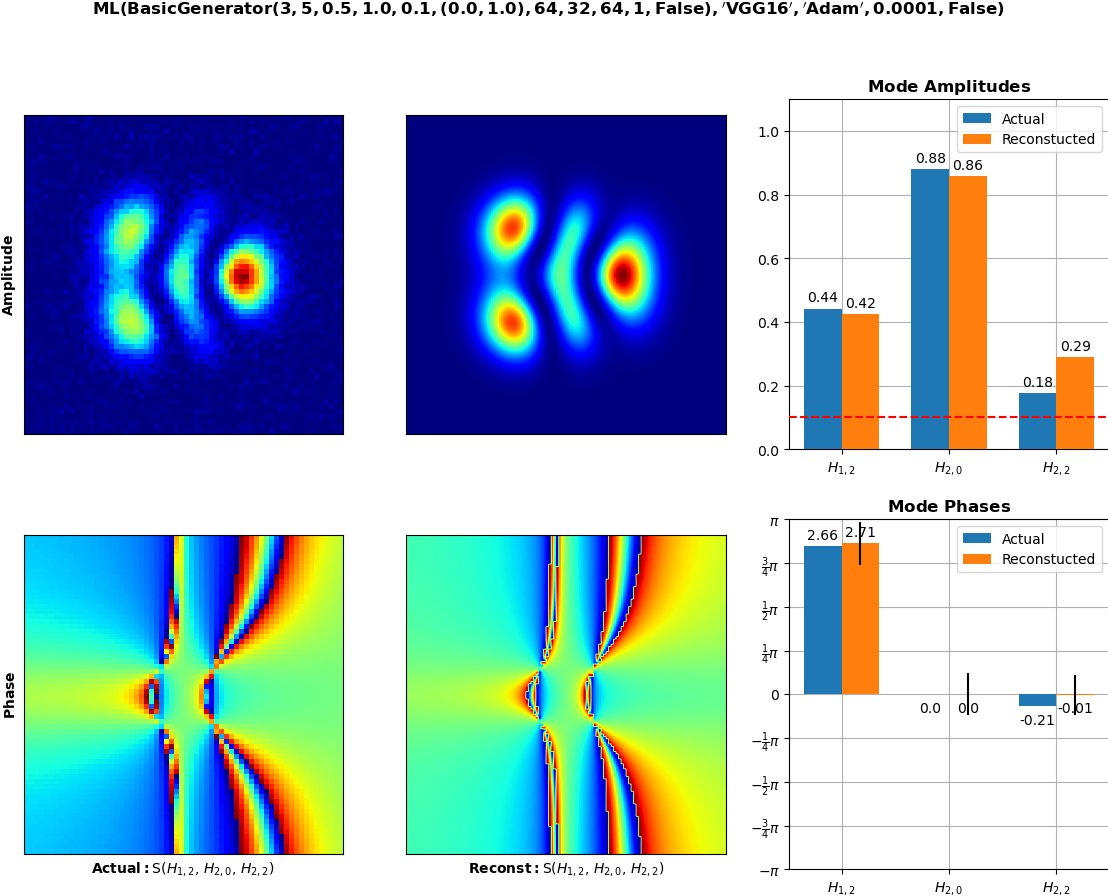 ML(BasicGenerator(3, 5, 0.5, 1.0, 0.1, (0.0, 1.0), 64, 32, 64, 1, False), ′VGG16′, ′Adam′, 0.0001, False)
Amplitude
Mode Amplitudes
Actual
Reconstucted
1.0
0.8
0.6
0.4
0.2
0.0
0.44
0.42
0.88
0.86
0.18
0.29
H1,2
H2,0
H2,2
Phase
Actual: S(H1,2, H2,0, H2,2)
Reconst: S(H1,2, H2,0, H2,2)
Mode Phases
Actual
Reconstucted
π
3/4π
1/2π
1/4π
0
−1/4π
−1/2π
−3/4π
−π
2.66
2.71
0.0
0.0
-0.21
-0.01
H1,2
H2,0
H2,2